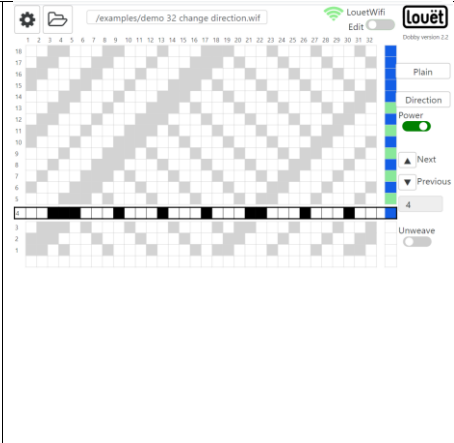 /examples/demo 32 change direction.wif
LouetWifi
Edit
Louët
Dobby version 2.2
1 2 3 4 5 6 7 8 9 10 11 12 13 14 15 16 17 18 19 20 21 22 23 24 25 26 27 28 29 30 31 32
18
17
16
15
14
13
12
11
10
9
8
7
6
5
4
3
2
1
Plain
Direction
Power
Next
Previous
4
Unweave